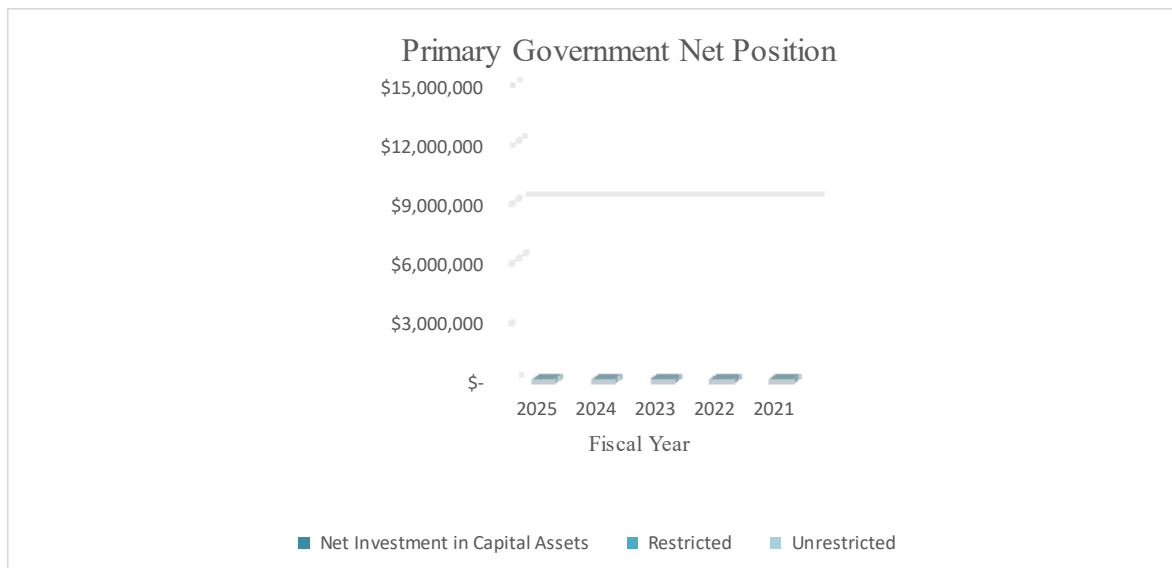 Primary Government Net Position
$15,000,000
$12,000,000
$9,000,000
$6,000,000
$3,000,000
$-
2025 2024 2023 2022 2021
Fiscal Year
Net Investment in Capital Assets Restricted Unrestricted